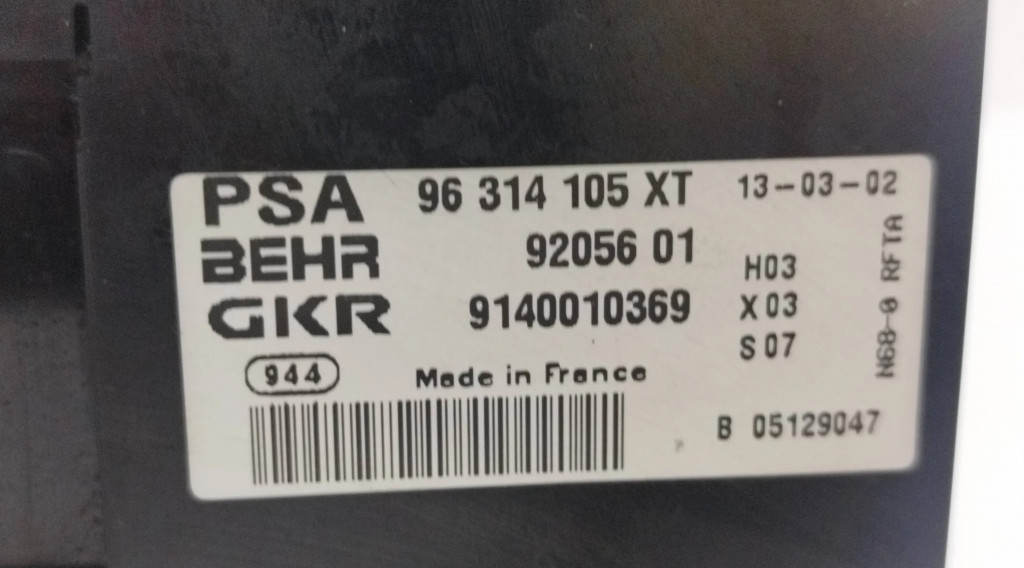 PSA 96 314 105 XT 13-03-02
BEHR 92056 01
GKR 9140010369
H03
X 03
S 07
N68-0 RFTA
944 Made in France
B 05129047